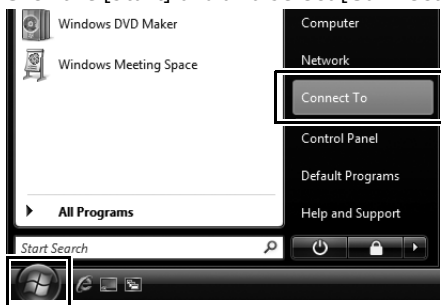 Windows DVD Maker
Windows Meeting Space
All Programs
Start Search
Computer
Network
Connect To
Control Panel
Default Programs
Help and Support